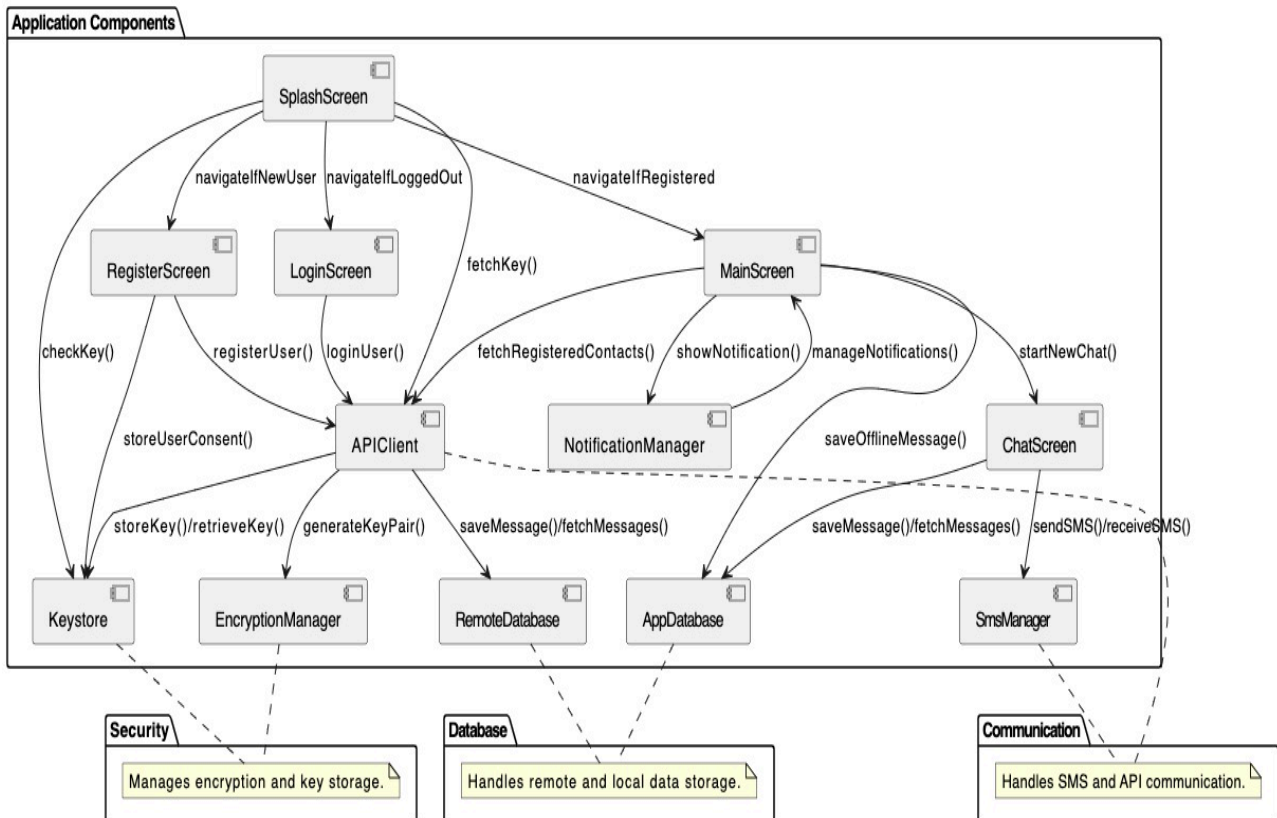 Application Components
SplashScreen
navigateIfNewUser
navigateIfLoggedOut
navigateIfRegistered
RegisterScreen
LoginScreen
fetchKey()
MainScreen
checkKey()
registerUser()
loginUser()
fetchRegisteredContacts()
showNotification()
manageNotifications()
startNewChat()
storeUserConsent()
APIClient
NotificationManager
saveOfflineMessage()
ChatScreen
storeKey()/retrieveKey()
generateKeyPair()
saveMessage()/fetchMessages()
saveMessage()/fetchMessages()
sendSMS()/receiveSMS()
Keystore
EncryptionManager
RemoteDatabase
AppDatabase
SmsManager
Security
Manages encryption and key storage.
Database
Handles remote and local data storage.
Communication
Handles SMS and API communication.